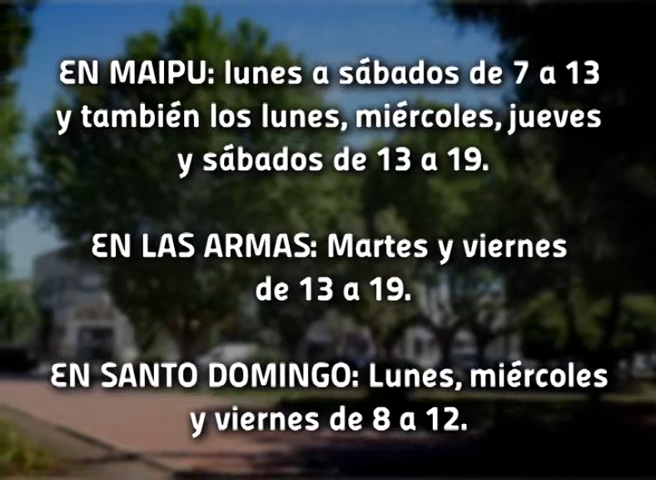 EN MAIPU: lunes a sábados de 7 a 13
y también los lunes, miércoles, jueves
y sábados de 13 a 19.
EN LAS ARMAS: Martes y viernes
de 13 a 19.
EN SANTO DOMINGO: Lunes, miércoles
y viernes de 8 a 12.